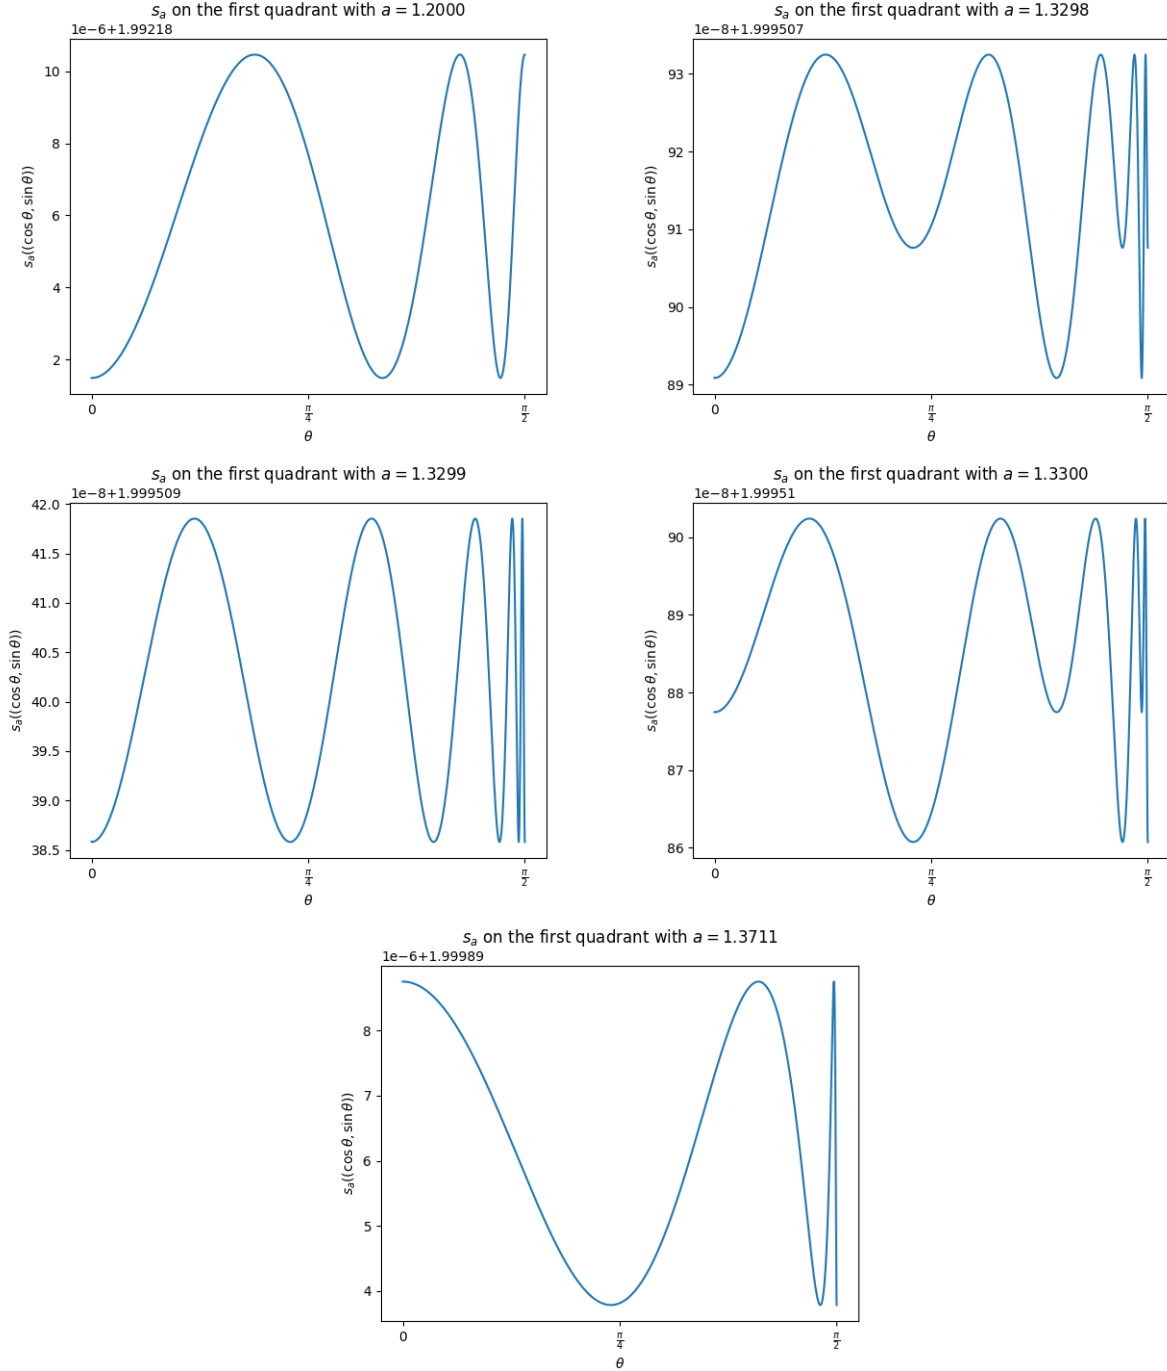 s_a on the first quadrant with a = 1.2000
1e−6+1.99218
10
8
6
4
2
s_a((cos θ, sin θ))
0
π/4
π/2
θ
s_a on the first quadrant with a = 1.3298
1e−8+1.999507
93
92
91
90
89
s_a((cos θ, sin θ))
0
π/4
π/2
θ
s_a on the first quadrant with a = 1.3299
1e−8+1.999509
42.0
41.5
41.0
40.5
40.0
39.5
39.0
38.5
s_a((cos θ, sin θ))
0
π/4
π/2
θ
s_a on the first quadrant with a = 1.3300
1e−8+1.99951
90
89
88
87
86
s_a((cos θ, sin θ))
0
π/4
π/2
θ
s_a on the first quadrant with a = 1.3711
1e−6+1.99989
8
7
6
5
4
s_a((cos θ, sin θ))
0
π/4
π/2
θ